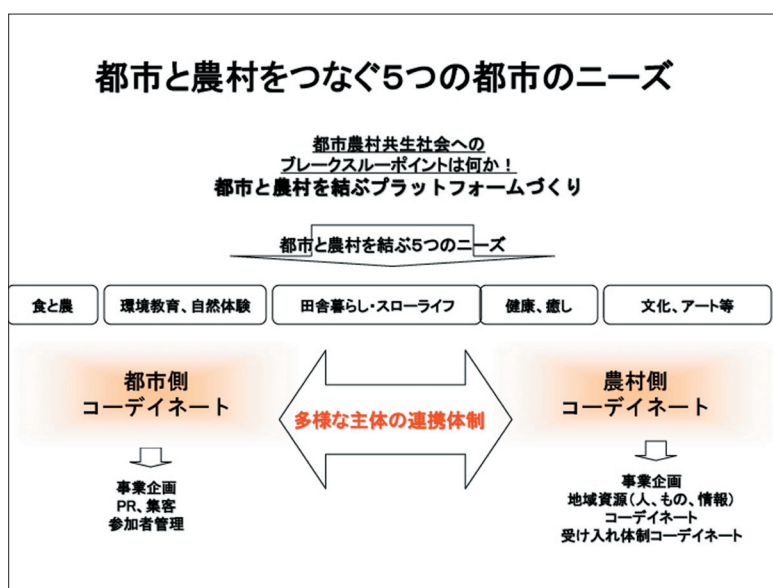 都市と農村をつなぐ5つの都市のニーズ
都市農村共生社会への
ブレークスルーポイントは何か！
都市と農村を結ぶプラットフォームづくり
都市と農村を結ぶ5つのニーズ
食と農
環境教育、自然体験
田舎暮らし・スローライフ
健康、癒し
文化、アート等
都市側
コーデイネート
多様な主体の連携体制
農村側
コーデイネート
事業企画
PR、集客
参加者管理
事業企画
地域資源（人、もの、情報）
コーデイネート
受け入れ体制コーデイネート